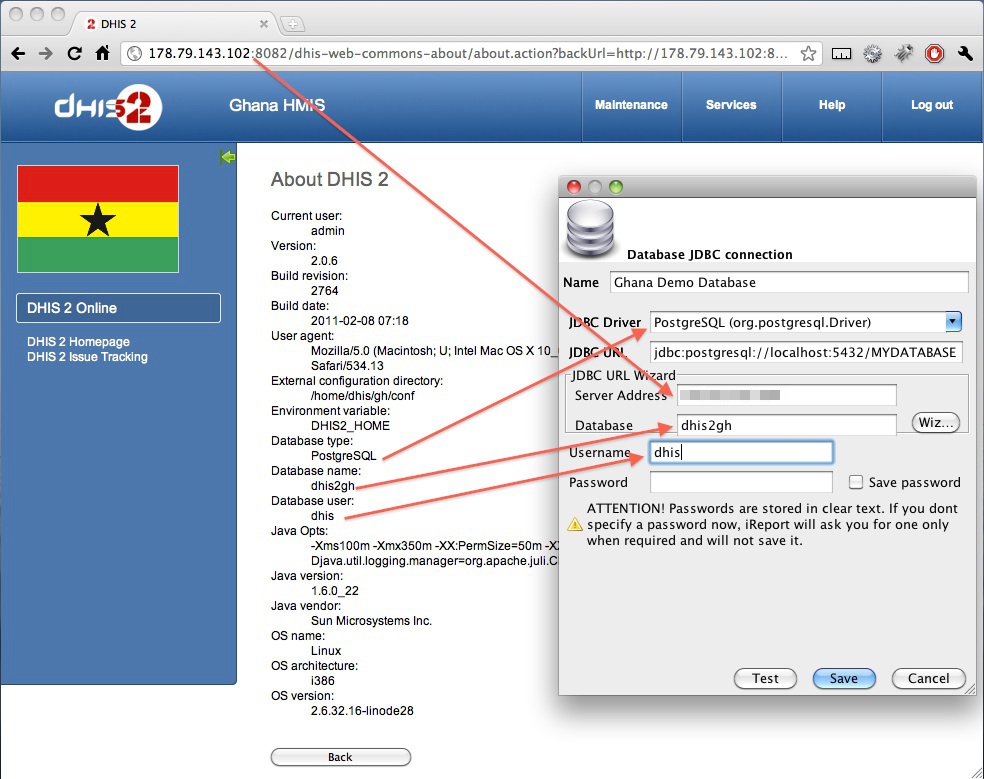 2 DHIS 2
178.79.143.102:8082/dhis-web-commons-about/about.action?backUrl=http://178.79.143.102:8...
dhis2
Ghana HMIS
Maintenance
Services
Help
Log out
DHIS 2 Online
DHIS 2 Homepage
DHIS 2 Issue Tracking
About DHIS 2
Current user:
admin
Version:
2.0.6
Build revision:
2764
Build date:
2011-02-08 07:18
User agent:
Mozilla/5.0 (Macintosh; U; Intel Mac OS X 10_
Safari/534.13
External configuration directory:
/home/dhis/gh/conf
Environment variable:
DHIS2_HOME
Database type:
PostgreSQL
Database name:
dhis2gh
Database user:
dhis
Java Opts:
-Xms100m -Xmx350m -XX:PermSize=50m -X
Djava.util.logging.manager=org.apache.juli.C
Java version:
1.6.0_22
Java vendor:
Sun Microsystems Inc.
OS name:
Linux
OS architecture:
i386
OS version:
2.6.32.16-linode28
Back
Database JDBC connection
Name Ghana Demo Database
JDBC Driver PostgreSQL (org.postgresql.Driver)
JDBC URL jdbc:postgresql://localhost:5432/MYDATABASE
JDBC URL Wizard
Server Address
Database dhis2gh
Wiz...
Username dhis
Password
Save password
ATTENTION! Passwords are stored in clear text. If you dont
specify a password now, iReport will ask you for one only
when required and will not save it.
Test
Save
Cancel